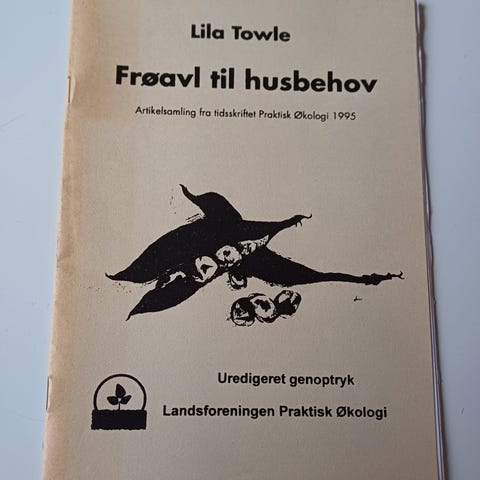 Lila Towle
Frøavl til husbehov
Artikelsamling fra tidsskriftet Praktisk Økologi 1995
Uredigeret genoptryk
Landsforeningen Praktisk Økologi